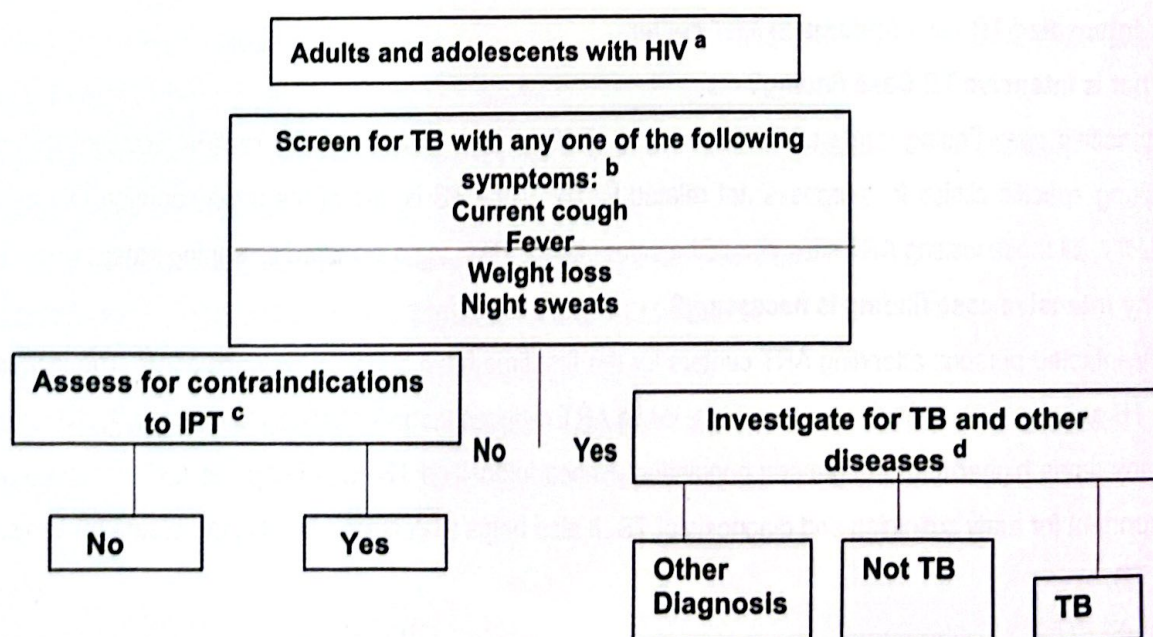 Adults and adolescents with HIV a
Screen for TB with any one of the following
symptoms: b
Current cough
Fever
Weight loss
Night sweats
Assess for contraindications
to IPT c
No
Yes
No
Yes
Investigate for TB and other
diseases d
Other
Diagnosis
Not TB
TB